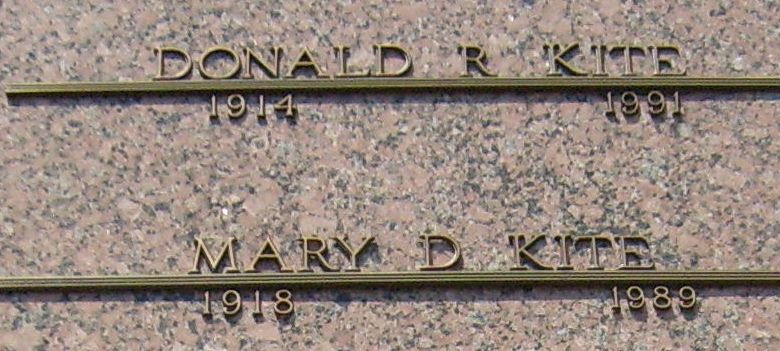 DONALD R KITE
1914 1991
MARY D KITE
1918 1989